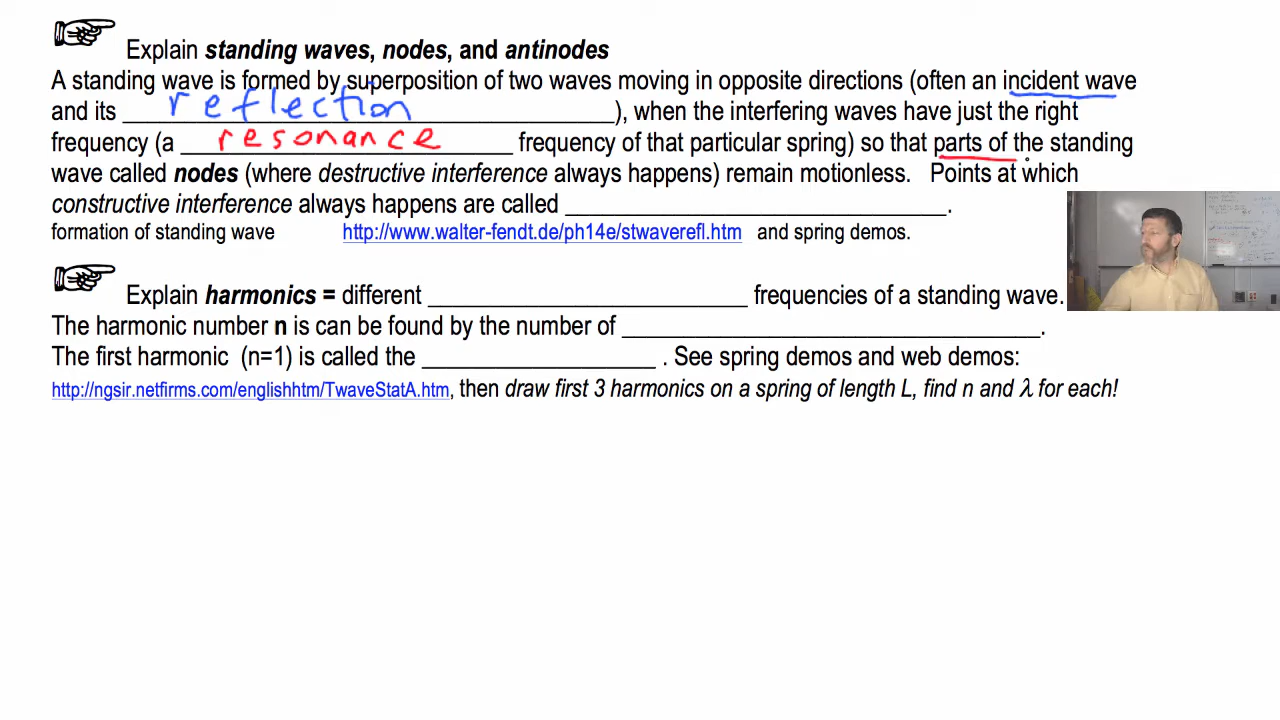 Explain standing waves, nodes, and antinodes
A standing wave is formed by superposition of two waves moving in opposite directions (often an incident wave
and its reflection), when the interfering waves have just the right
frequency (a resonance frequency of that particular spring) so that parts of the standing
wave called nodes (where destructive interference always happens) remain motionless. Points at which
constructive interference always happens are called ______________________________.
formation of standing wave http://www.walter-fendt.de/ph14e/stwaverefl.htm and spring demos.
Explain harmonics = different _________________________ frequencies of a standing wave.
The harmonic number n is can be found by the number of _________________________________.
The first harmonic (n=1) is called the __________________ . See spring demos and web demos:
http://ngsir.netfirms.com/englishhtm/TwaveStatA.htm, then draw first 3 harmonics on a spring of length L, find n and λ for each!